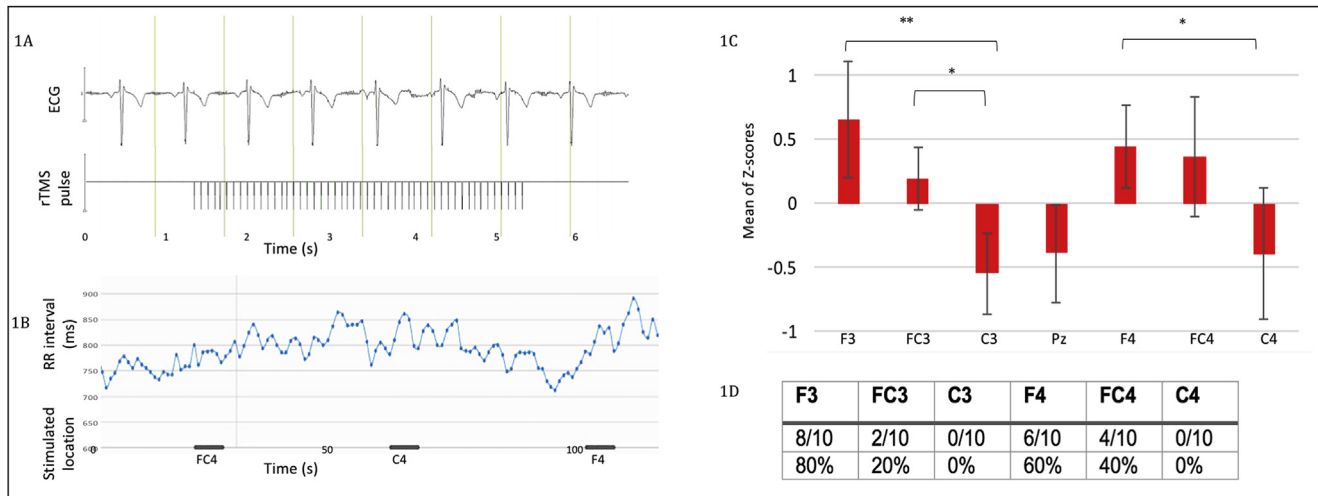 1A
ECG
rTMS
pulse
0 1 2 3 4 5 6
Time (s)
1B
RR interval
(ms)
900
850
800
750
700
650
600
Stimulated
location
0 50 100
FC4 C4 F4
Time (s)
1C
** *
*
Mean of Z-scores
1
0.5
0
-0.5
-1
F3 FC3 C3 Pz F4 FC4 C4
1D
F3 FC3 C3 F4 FC4 C4
8/10 2/10 0/10 6/10 4/10 0/10
80% 20% 0% 60% 40% 0%